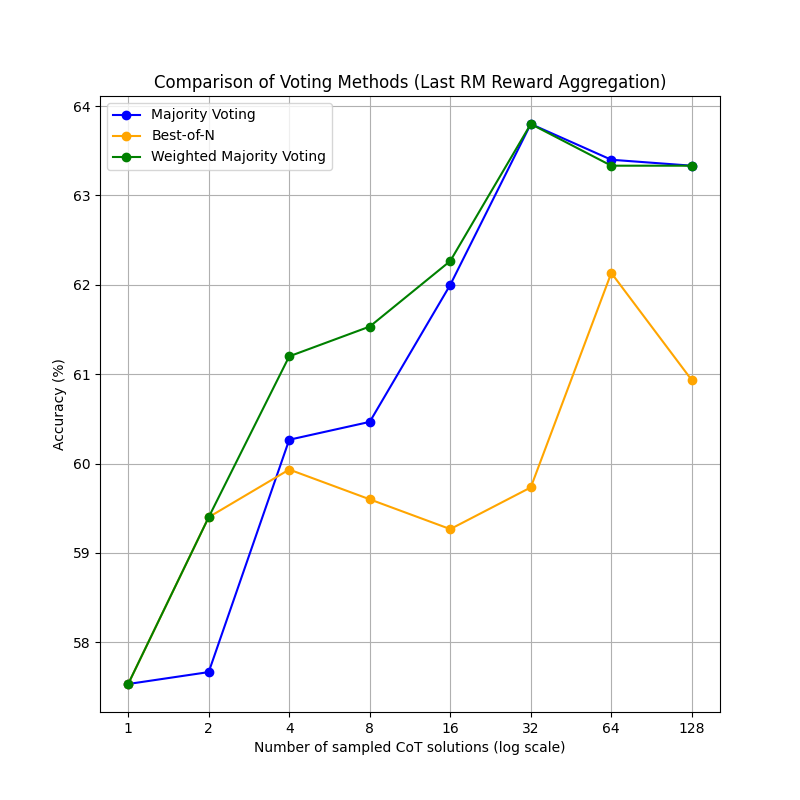 Comparison of Voting Methods (Last RM Reward Aggregation)
Majority Voting
Best-of-N
Weighted Majority Voting
Accuracy (%)
64
63
62
61
60
59
58
1 2 4 8 16 32 64 128
Number of sampled CoT solutions (log scale)